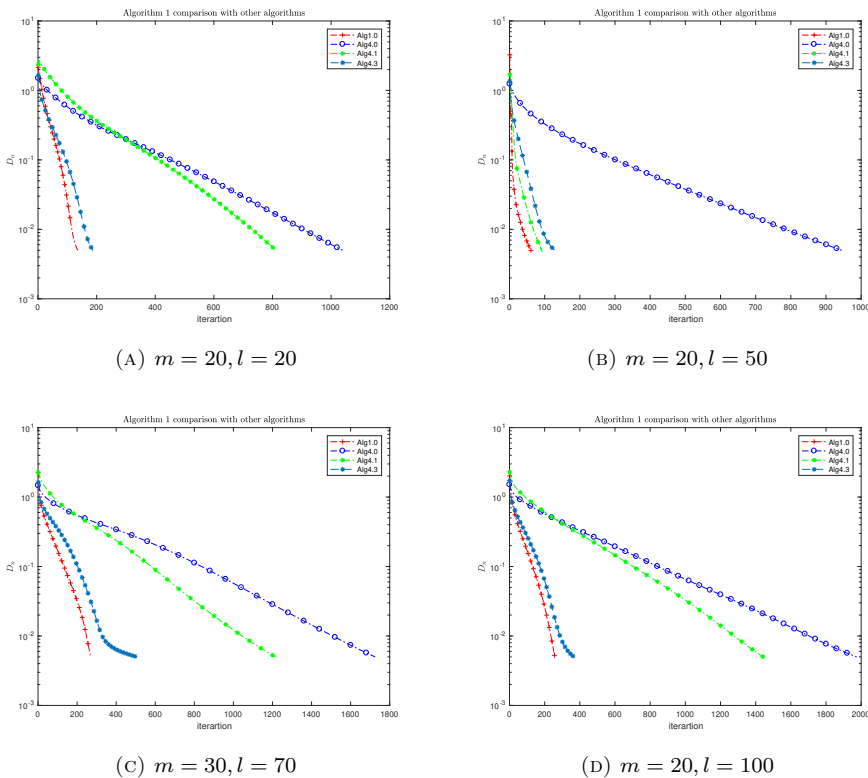 Algorithm 1 comparison with other algorithms
10^1
10^0
10^-1
10^-2
10^-3
D_n
0 200 400 600 800 1000 1200
iterartion
Alg1.0
Alg4.0
Alg4.1
Alg4.3
(A) m = 20, l = 20
Algorithm 1 comparison with other algorithms
10^1
10^0
10^-1
10^-2
10^-3
D_n
0 100 200 300 400 500 600 700 800 900 1000
iterartion
Alg1.0
Alg4.0
Alg4.1
Alg4.3
(B) m = 20, l = 50
Algorithm 1 comparison with other algorithms
10^1
10^0
10^-1
10^-2
10^-3
D_n
0 200 400 600 800 1000 1200 1400 1600 1800
iterartion
Alg1.0
Alg4.0
Alg4.1
Alg4.3
(C) m = 30, l = 70
Algorithm 1 comparison with other algorithms
10^1
10^0
10^-1
10^-2
10^-3
D_n
0 200 400 600 800 1000 1200 1400 1600 1800 2000
iterartion
Alg1.0
Alg4.0
Alg4.1
Alg4.3
(D) m = 20, l = 100